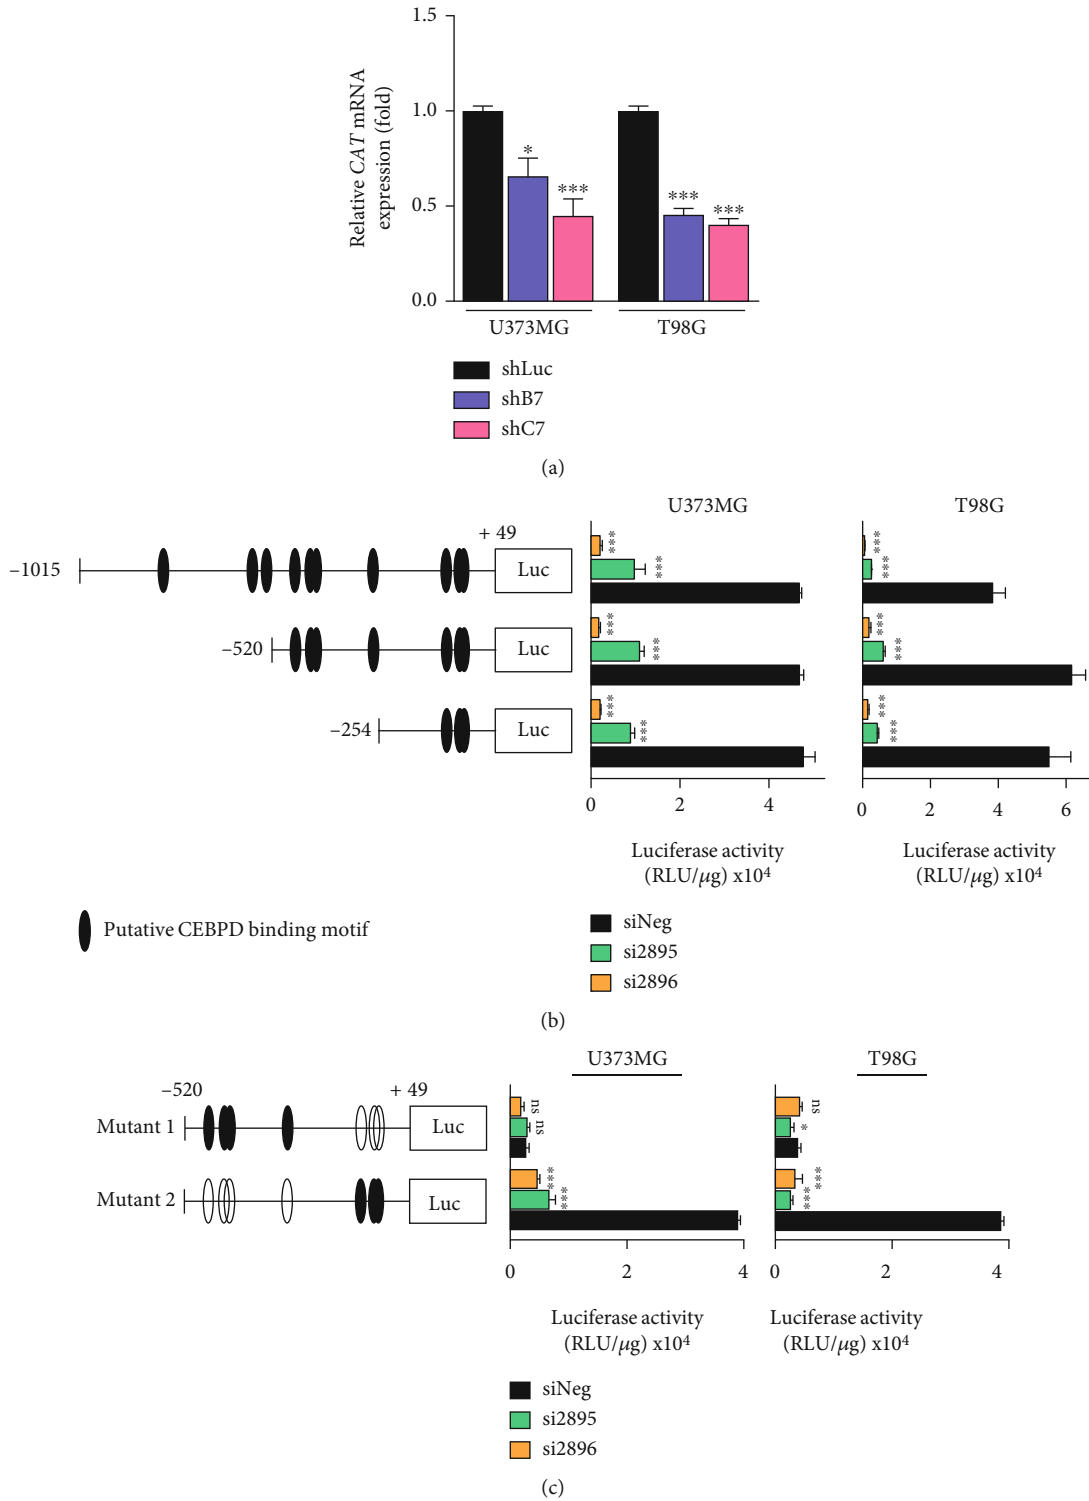 1.5
1.0
0.5
0.0
Relative CAT mRNA
expression (fold)
*
***
***
***
U373MG
T98G
shLuc
shB7
shC7
(a)
U373MG
T98G
+ 49
–1015
Luc
–520
Luc
–254
Luc
***
***
***
***
***
***
***
***
***
***
***
***
0
2
4
0
2
4
6
Luciferase activity
(RLU/μg) x10⁴
Luciferase activity
(RLU/μg) x10⁴
Putative CEBPD binding motif
siNeg
si2895
si2896
(b)
U373MG
T98G
–520
+ 49
Mutant 1
Luc
Mutant 2
Luc
ns
ns
***
***
ns
*
***
***
0
2
4
0
2
4
Luciferase activity
(RLU/μg) x10⁴
Luciferase activity
(RLU/μg) x10⁴
siNeg
si2895
si2896
(c)